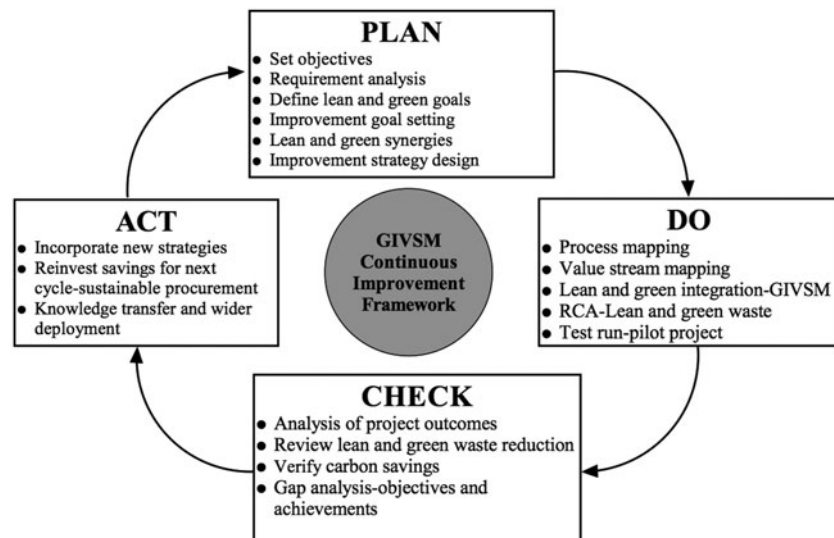 PLAN
● Set objectives
● Requirement analysis
● Define lean and green goals
● Improvement goal setting
● Lean and green synergies
● Improvement strategy design
DO
● Process mapping
● Value stream mapping
● Lean and green integration-GIVSM
● RCA-Lean and green waste
● Test run-pilot project
CHECK
● Analysis of project outcomes
● Review lean and green waste reduction
● Verify carbon savings
● Gap analysis-objectives and
achievements
ACT
● Incorporate new strategies
● Reinvest savings for next
cycle-sustainable procurement
● Knowledge transfer and wider
deployment
GIVSM
Continuous
Improvement
Framework